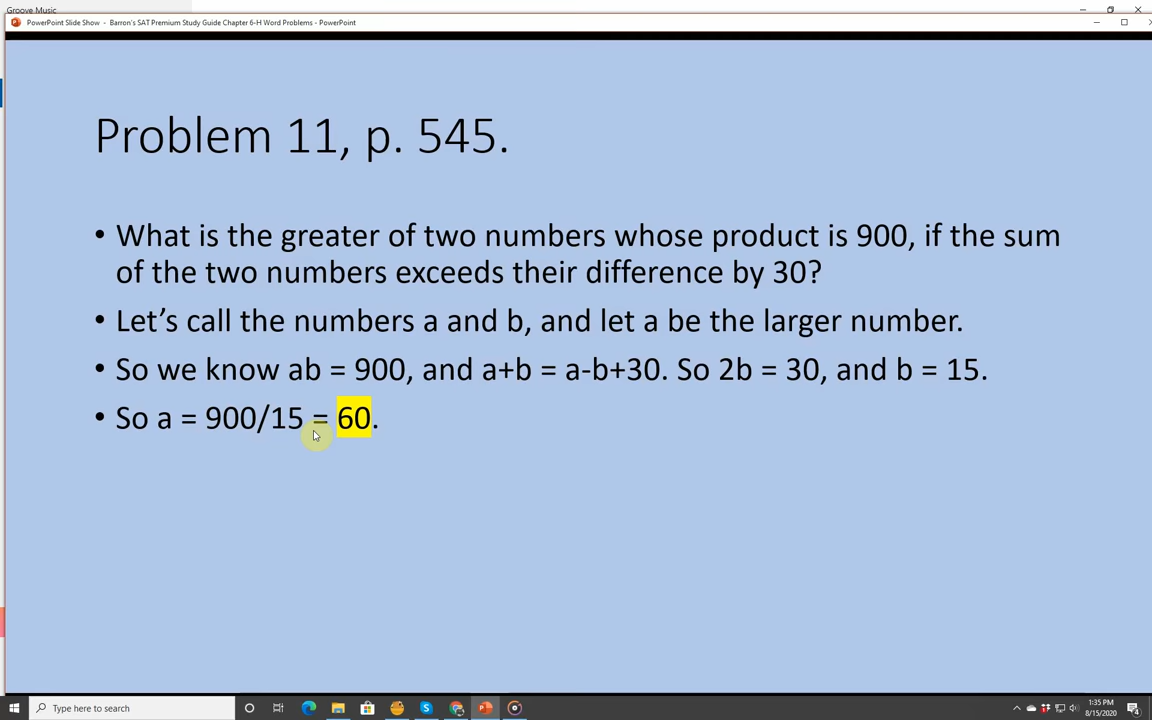 Groove Music
PowerPoint Slide Show - Barron's SAT Premium Study Guide Chapter 6-H Word Problems - PowerPoint
Problem 11, p. 545.
• What is the greater of two numbers whose product is 900, if the sum
of the two numbers exceeds their difference by 30?
• Let’s call the numbers a and b, and let a be the larger number.
• So we know ab = 900, and a+b = a-b+30. So 2b = 30, and b = 15.
• So a = 900/15 = 60.
Type here to search
1:35 PM
8/15/2020
4